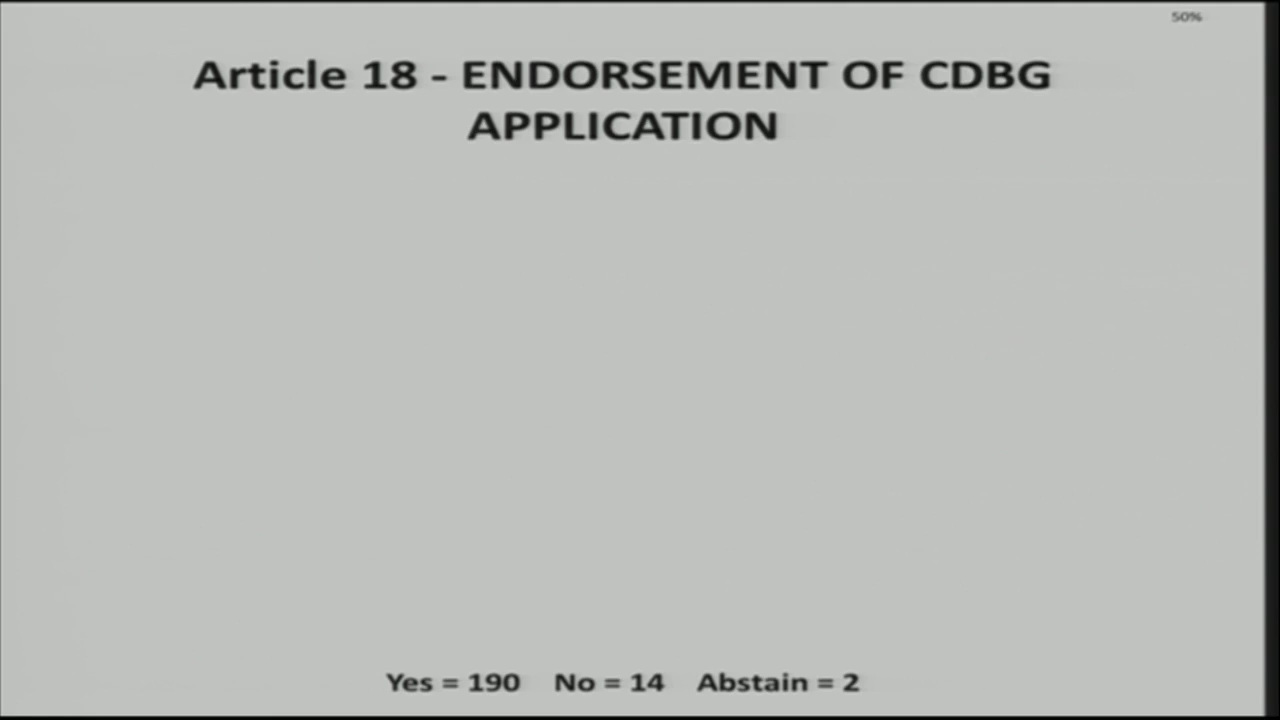 50%
Article 18 - ENDORSEMENT OF CDBG
APPLICATION
Yes = 190 No = 14 Abstain = 2